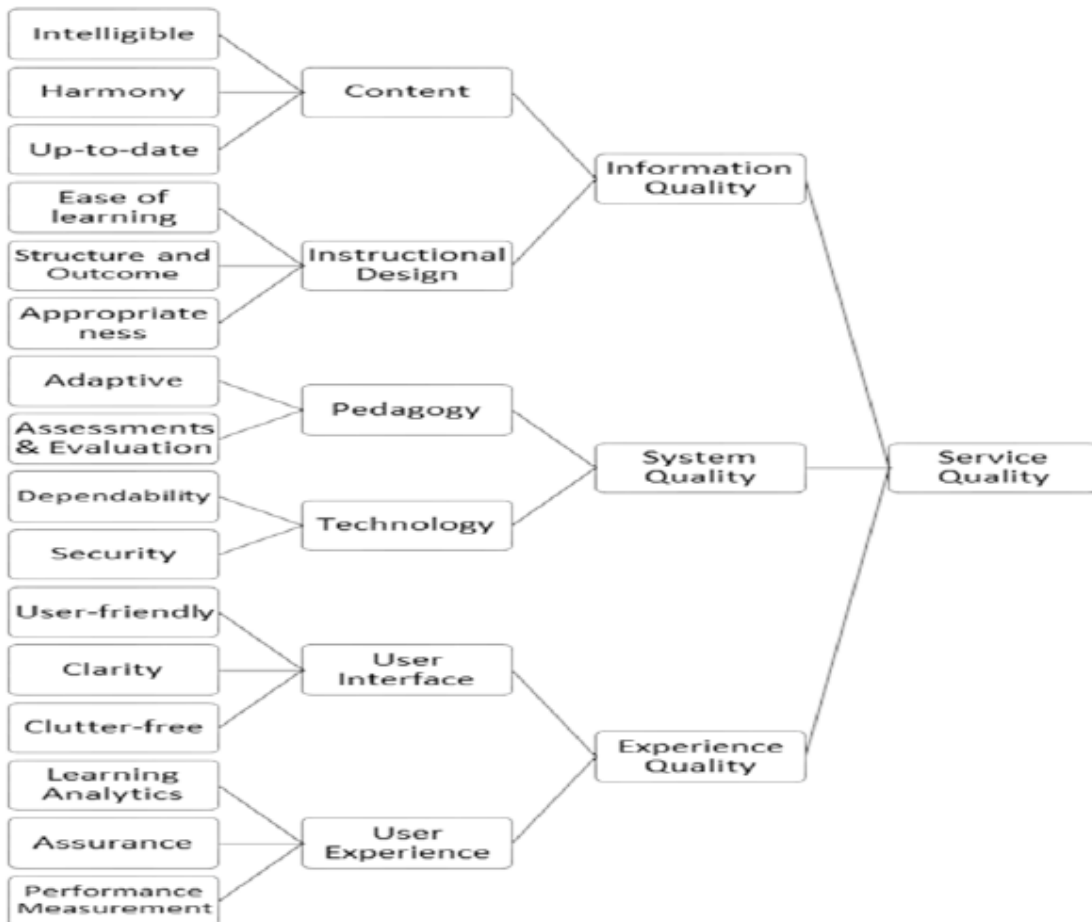 Intelligible
Harmony
Up-to-date
Ease of
learning
Structure and
Outcome
Appropriate
ness
Adaptive
Assessments
& Evaluation
Dependability
Security
User-friendly
Clarity
Clutter-free
Learning
Analytics
Assurance
Performance
Measurement
Content
Instructional
Design
Pedagogy
Technology
User
Interface
User
Experience
Information
Quality
System
Quality
Experience
Quality
Service
Quality